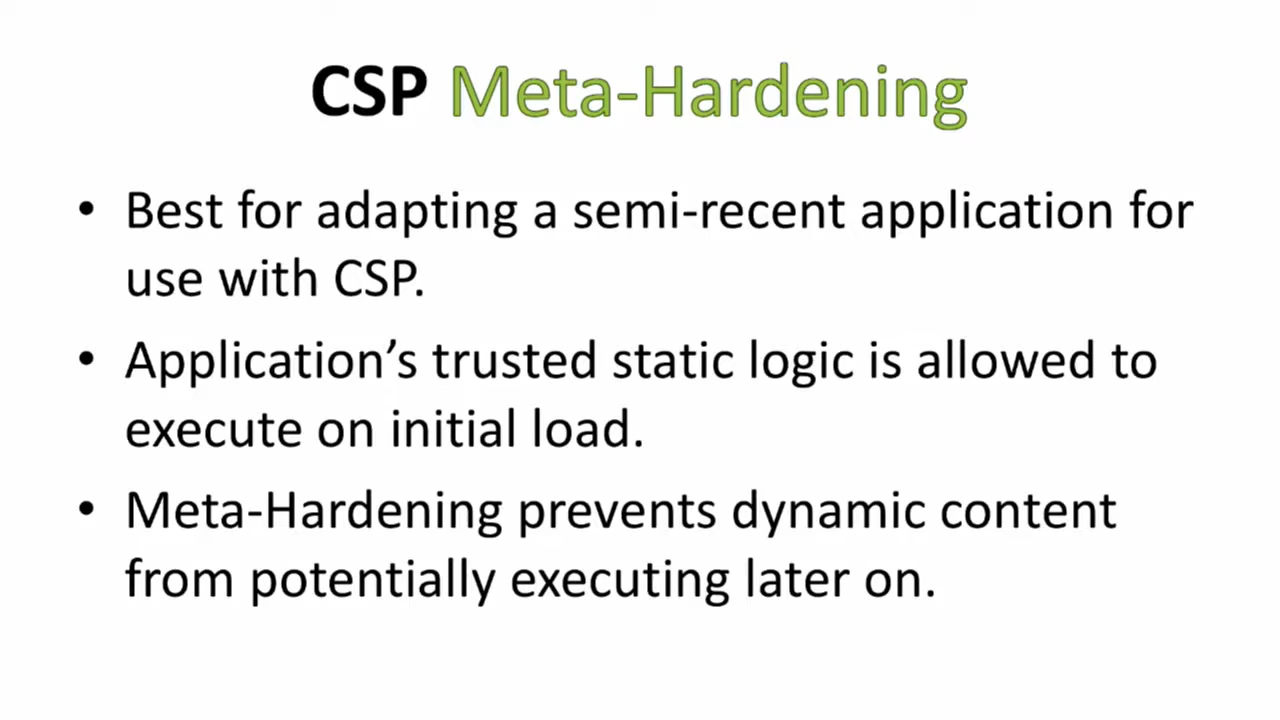 CSP Meta-Hardening
• Best for adapting a semi-recent application for
use with CSP.
• Application’s trusted static logic is allowed to
execute on initial load.
• Meta-Hardening prevents dynamic content
from potentially executing later on.